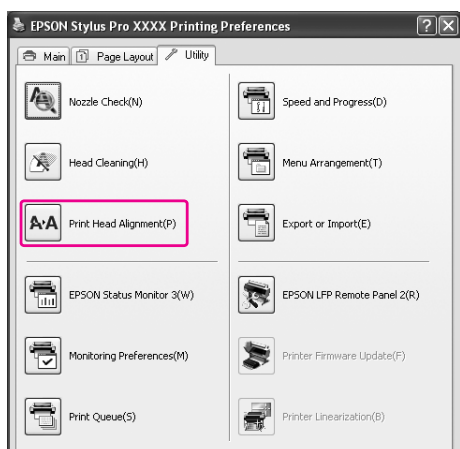 EPSON Stylus Pro XXXX Printing Preferences
Main Page Layout Utility
Nozzle Check(N)
Speed and Progress(D)
Head Cleaning(H)
Menu Arrangement(T)
Print Head Alignment(P)
Export or Import(E)
EPSON Status Monitor 3(W)
EPSON LFP Remote Panel 2(R)
Monitoring Preferences(M)
Printer Firmware Update(F)
Print Queue(S)
Printer Linearization(B)